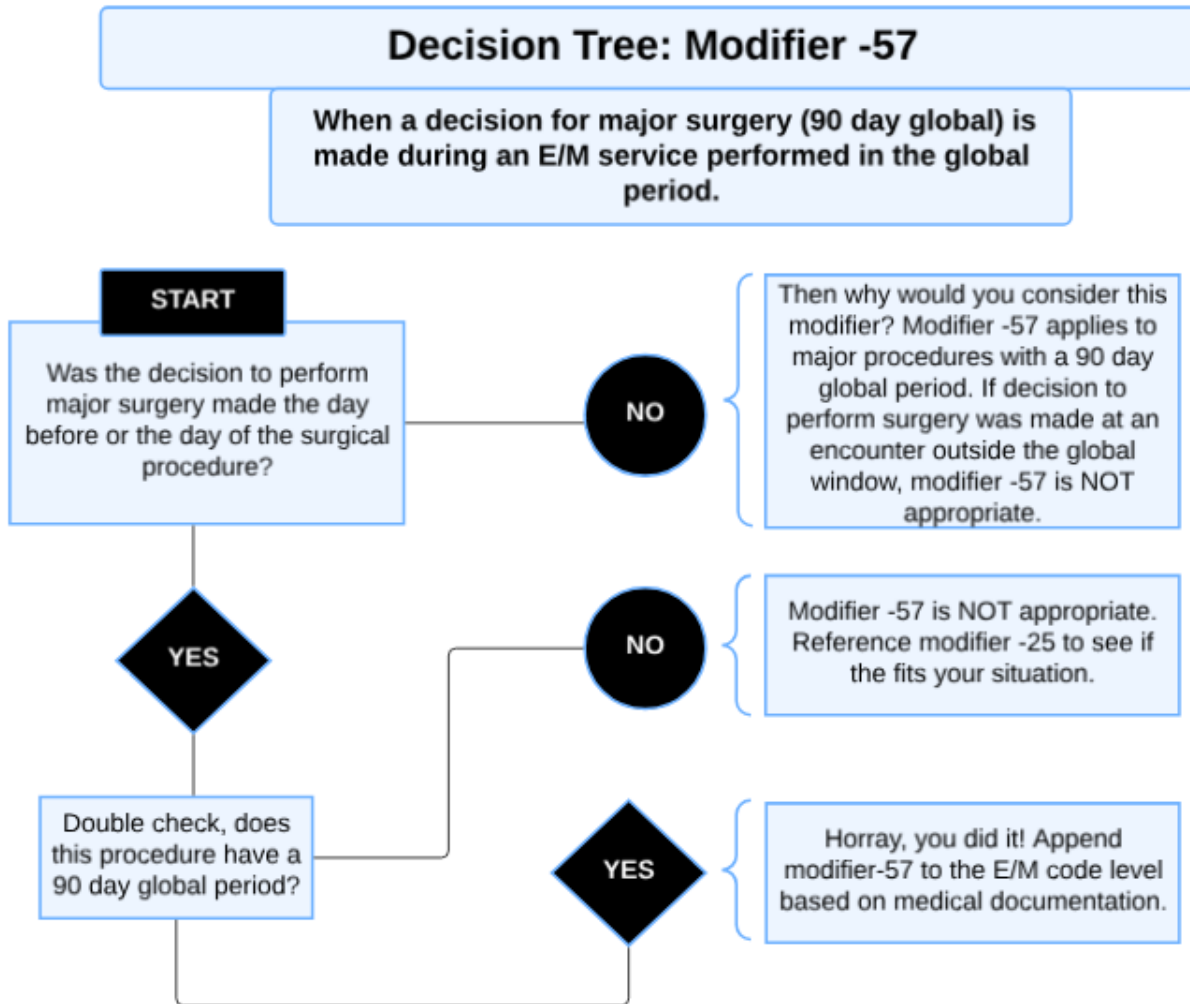 Decision Tree: Modifier -57
When a decision for major surgery (90 day global) is
made during an E/M service performed in the global
period.
START
Was the decision to perform
major surgery made the day
before or the day of the surgical
procedure?
NO
Then why would you consider this
modifier? Modifier -57 applies to
major procedures with a 90 day
global period. If decision to
perform surgery was made at an
encounter outside the global
window, modifier -57 is NOT
appropriate.
YES
NO
Modifier -57 is NOT appropriate.
Reference modifier -25 to see if
the fits your situation.
Double check, does
this procedure have a
90 day global period?
YES
Horray, you did it! Append
modifier-57 to the E/M code level
based on medical documentation.